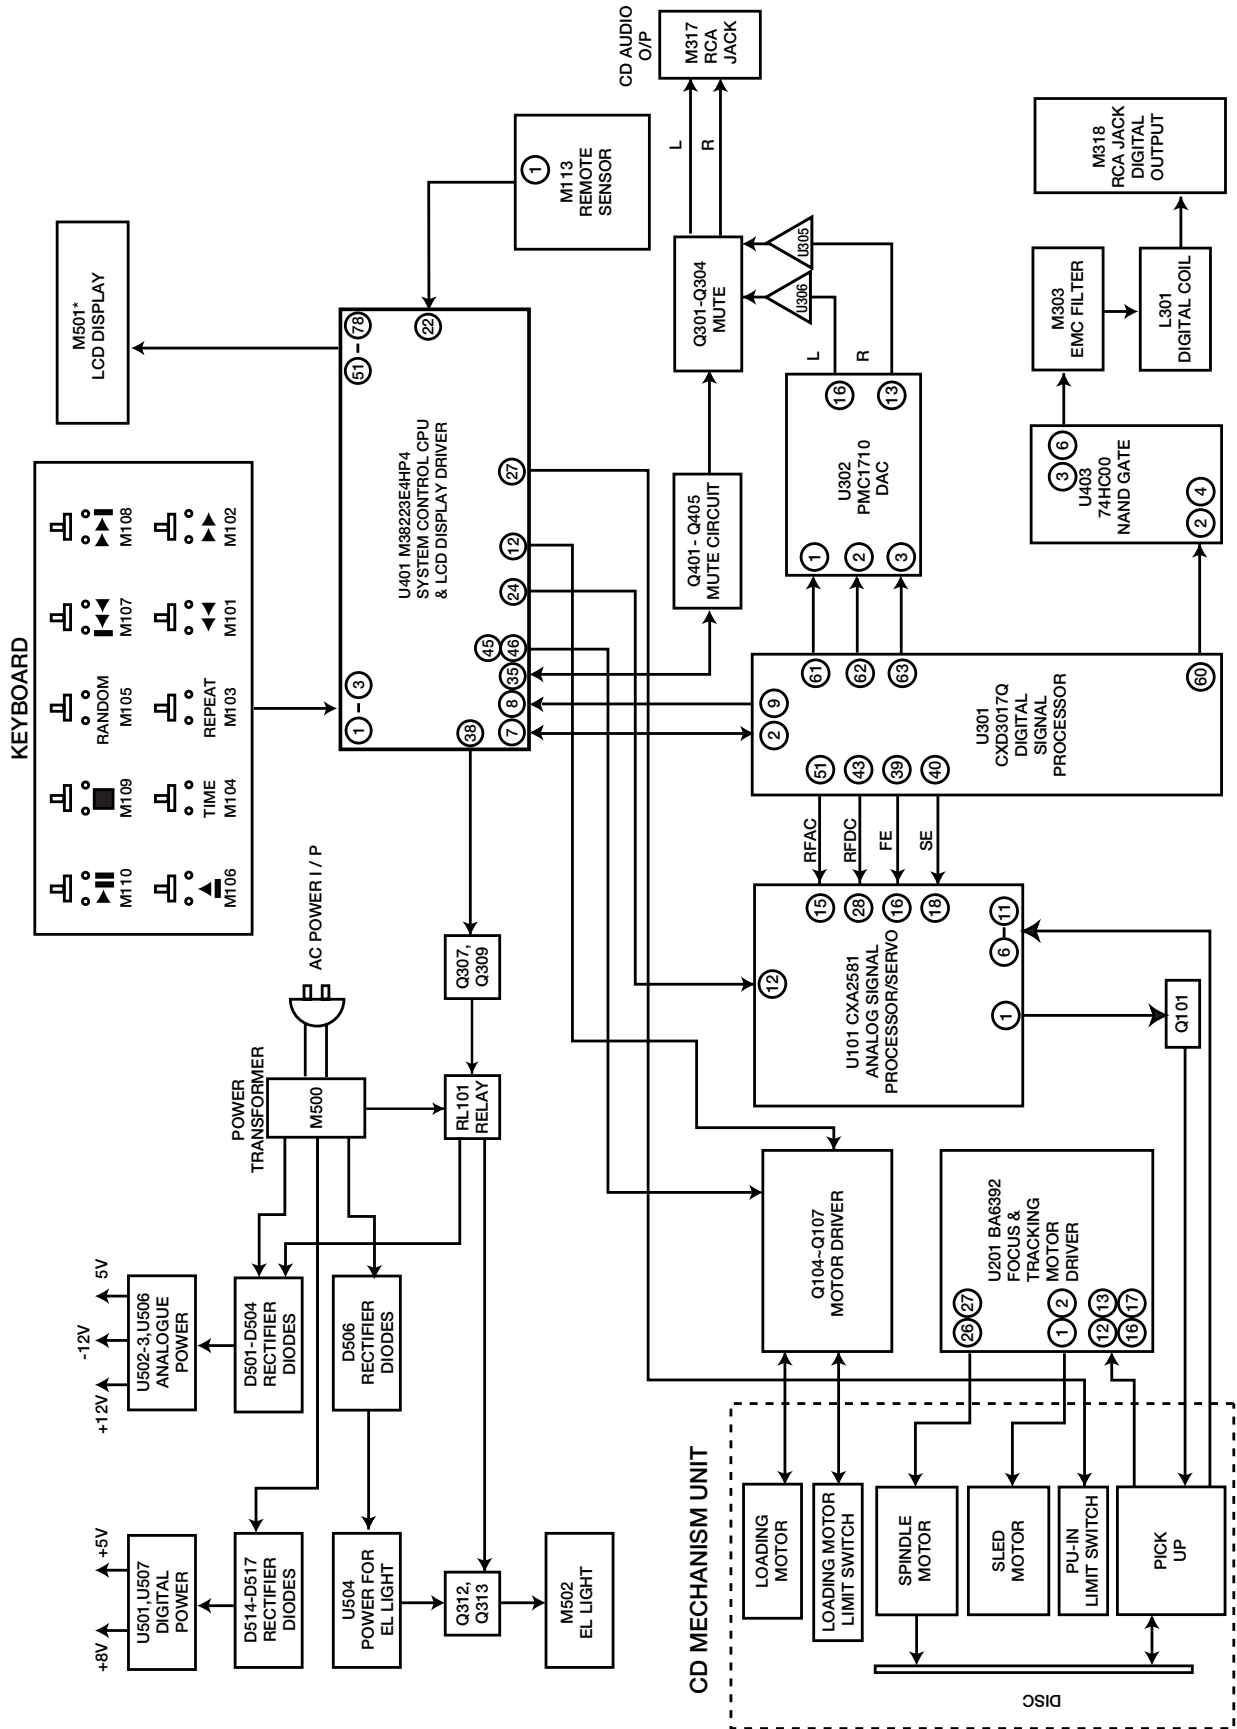 KEYBOARD
M110
M109
RANDOM
M105
M107
M108
M106
TIME
M104
REPEAT
M103
M101
M102
M501*
LCD DISPLAY
+8V
+5V
U501,U507
DIGITAL
POWER
D514-D517
RECTIFIER
DIODES
U504
POWER FOR
EL LIGHT
Q312,
Q313
M502
EL LIGHT
+12V
-12V
5V
U502-3,U506
ANALOGUE
POWER
D501-D504
RECTIFIER
DIODES
D506
RECTIFIER
DIODES
POWER
TRANSFORMER
M500
AC POWER I / P
RL101
RELAY
Q307,
Q309
U401 M38223E4HP4
SYSTEM CONTROL CPU
& LCD DISPLAY DRIVER
1
3
51
78
22
38
7
8
35
45
46
24
12
27
1
M113
REMOTE
SENSOR
CD AUDIO
O/P
M317
RCA
JACK
L
R
Q301-Q304
MUTE
U306
U305
Q401- Q405
MUTE CIRCUIT
L
R
U302
PMC1710
DAC
1
2
3
16
13
U301
CXD3017Q
DIGITAL
SIGNAL
PROCESSOR
2
9
61
62
63
60
51
43
39
40
RFAC
RFDC
FE
SE
U101 CXA2581
ANALOG SIGNAL
PROCESSOR/SERVO
12
15
28
16
18
1
6
11
Q101
U403
74HC00
NAND GATE
3
6
2
4
M303
EMC FILTER
L301
DIGITAL COIL
M318
RCA JACK
DIGITAL
OUTPUT
Q104~Q107
MOTOR DRIVER
U201 BA6392
FOCUS &
TRACKING
MOTOR
DRIVER
26
27
1
2
12
13
16
17
CD MECHANISM UNIT
LOADING
MOTOR
LOADING MOTOR
LIMIT SWITCH
SPINDLE
MOTOR
SLED
MOTOR
PU-IN
LIMIT SWITCH
PICK
UP
DISC